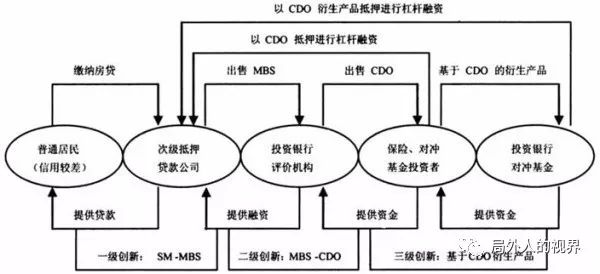 以 CDO 衍生产品抵押进行杠杆融资
以 CDO 抵押进行杠杆融资
缴纳房贷
出售 MBS
出售 CDO
基于 CDO 的衍生产品
普通居民
(信用较差)
次级抵押
贷款公司
投资银行
评价机构
保险、对冲
基金投资者
投资银行
对冲基金
提供贷款
提供融资
提供资金
提供资金
一级创新: SM -MBS
二级创新: MBS -CDO
三级创新: 基于CDO衍生产品
局外人的视界